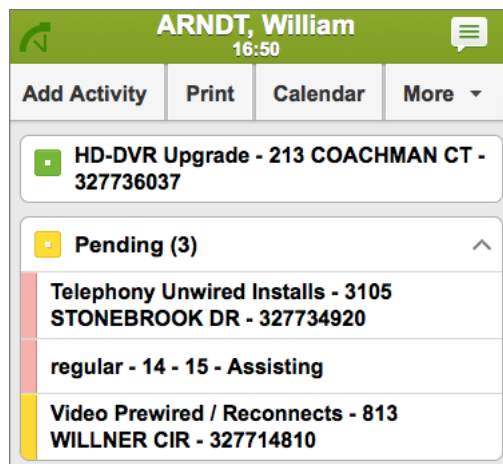 ARNDT, William
16:50
Add Activity Print Calendar More
HD-DVR Upgrade - 213 COACHMAN CT -
327736037
Pending (3)
Telephony Unwired Installs - 3105
STONEBROOK DR - 327734920
regular - 14 - 15 - Assisting
Video Prewired / Reconnects - 813
WILLNER CIR - 327714810